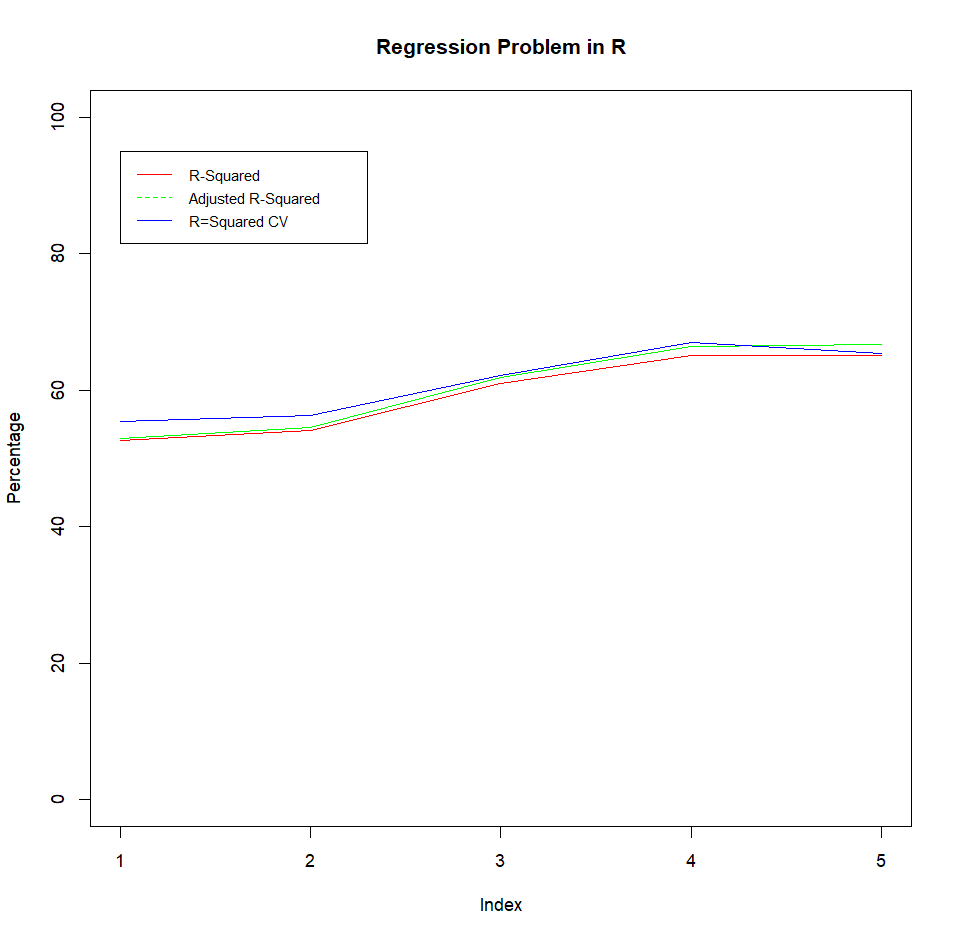 Regression Problem in R
100
80
60
40
20
0
Percentage
R-Squared
Adjusted R-Squared
R=Squared CV
1 2 3 4 5
Index